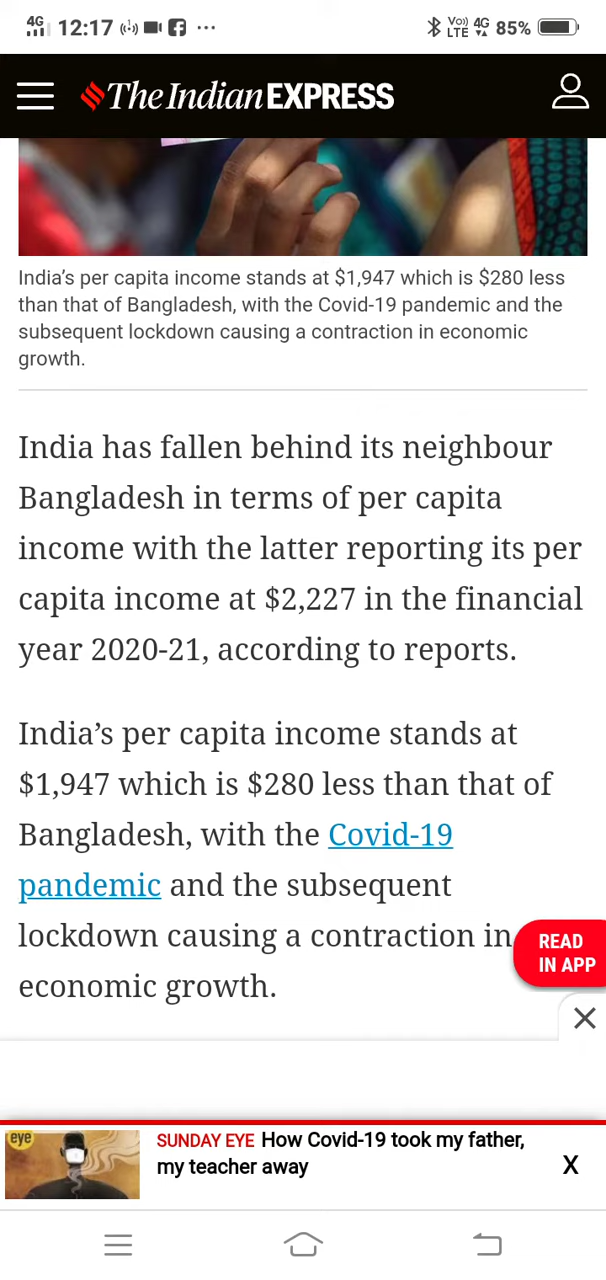 4G 12:17 ...
Vo)) LTE 4G 85%
The Indian EXPRESS
India's per capita income stands at $1,947 which is $280 less
than that of Bangladesh, with the Covid-19 pandemic and the
subsequent lockdown causing a contraction in economic
growth.
India has fallen behind its neighbour
Bangladesh in terms of per capita
income with the latter reporting its per
capita income at $2,227 in the financial
year 2020-21, according to reports.
India’s per capita income stands at
$1,947 which is $280 less than that of
Bangladesh, with the Covid-19
pandemic and the subsequent
lockdown causing a contraction in
economic growth.
READ
IN APP
eye
SUNDAY EYE How Covid-19 took my father,
my teacher away
X